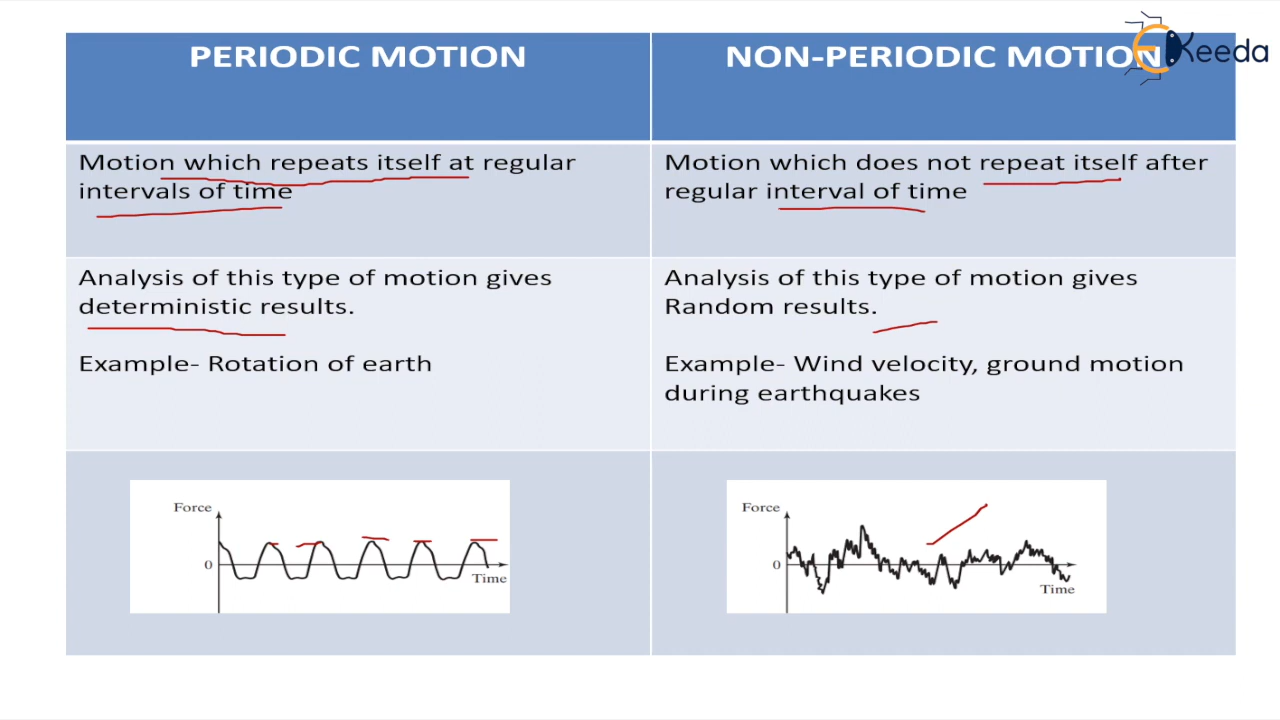 PERIODIC MOTION
NON-PERIODIC MOTION
EKeeda
Motion which repeats itself at regular
intervals of time
Motion which does not repeat itself after
regular interval of time
Analysis of this type of motion gives
deterministic results.
Example- Rotation of earth
Analysis of this type of motion gives
Random results.
Example- Wind velocity, ground motion
during earthquakes
Force
0
Time
Force
0
Time